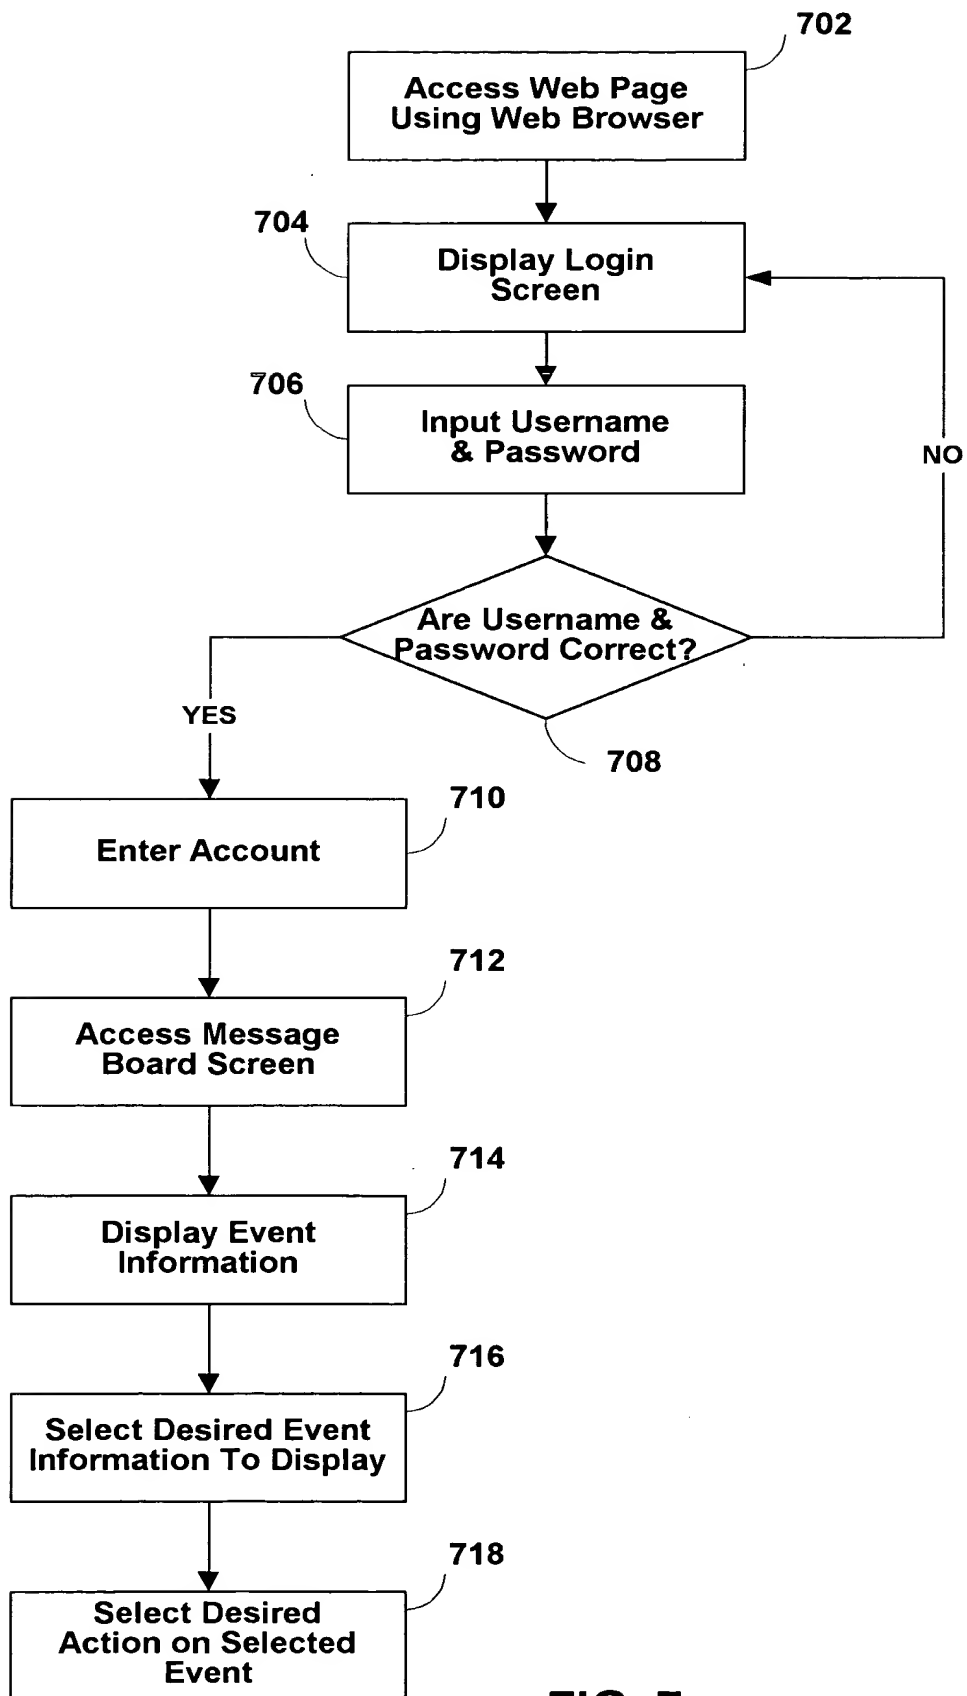 702
Access Web Page
Using Web Browser
704
Display Login
Screen
706
Input Username
& Password
NO
Are Username &
Password Correct?
YES
708
710
Enter Account
712
Access Message
Board Screen
714
Display Event
Information
716
Select Desired Event
Information To Display
718
Select Desired
Action on Selected
Event